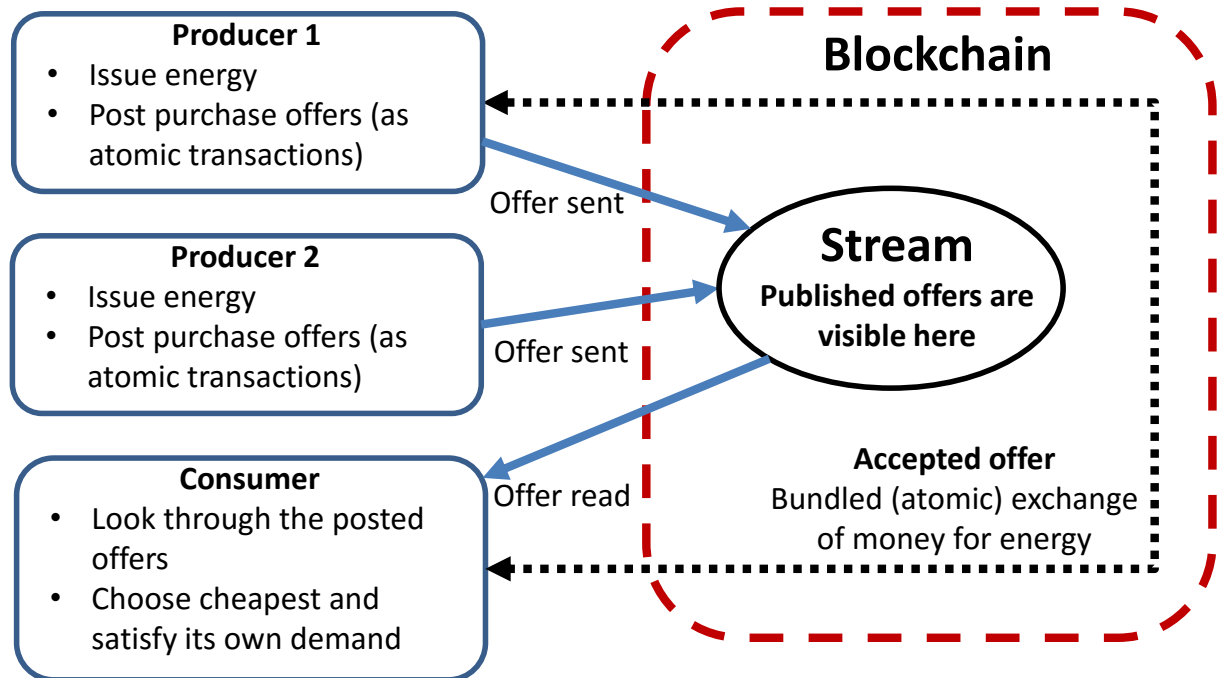 Producer 1
• Issue energy
• Post purchase offers (as
atomic transactions)
Offer sent
Producer 2
• Issue energy
• Post purchase offers (as
atomic transactions)
Offer sent
Consumer
• Look through the posted
offers
• Choose cheapest and
satisfy its own demand
Offer read
Blockchain
Stream
Published offers are
visible here
Accepted offer
Bundled (atomic) exchange
of money for energy